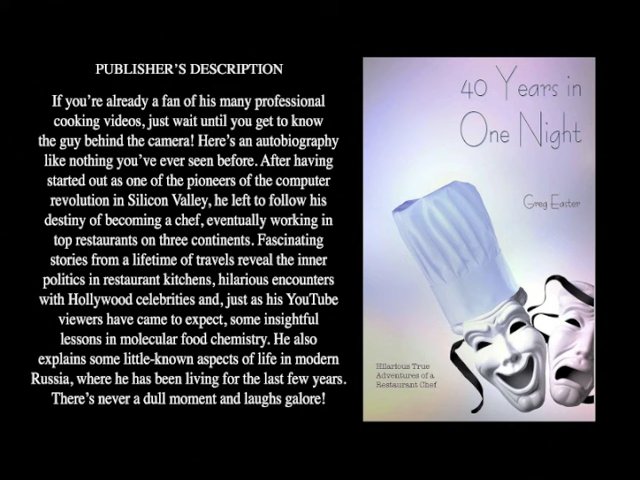 PUBLISHER'S DESCRIPTION
If you're already a fan of his many professional
cooking videos, just wait until you get to know
the guy behind the camera! Here's an autobiography
like nothing you've ever seen before. After having
started out as one of the pioneers of the computer
revolution in Silicon Valley, he left to follow his
destiny of becoming a chef, eventually working in
top restaurants on three continents. Fascinating
stories from a lifetime of travels reveal the inner
politics in restaurant kitchens, hilarious encounters
with Hollywood celebrities and, just as his YouTube
viewers have came to expect, some insightful
lessons in molecular food chemistry. He also
explains some little-known aspects of life in modern
Russia, where he has been living for the last few years.
There's never a dull moment and laughs galore!
40 Years in
One Night
Greg Easter
Hilarious True
Adventures of a
Restaurant Chef